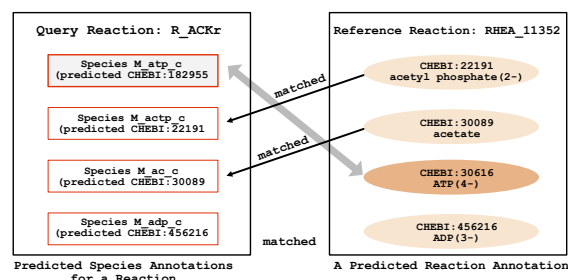 Query Reaction: R_ACKr
Species M_atp_c
(predicted CHEBI:182955
Species M_actp_c
(predicted CHEBI:22191
Species M_ac_c
(predicted CHEBI:30089
Species M_adp_c
(predicted CHEBI:456216
Predicted Species Annotations
for a Reaction
matched
matched
matched
Reference Reaction: RHEA_11352
CHEBI:22191
acetyl phosphate(2-)
CHEBI:30089
acetate
CHEBI:30616
ATP(4-)
CHEBI:456216
ADP(3-)
A Predicted Reaction Annotation